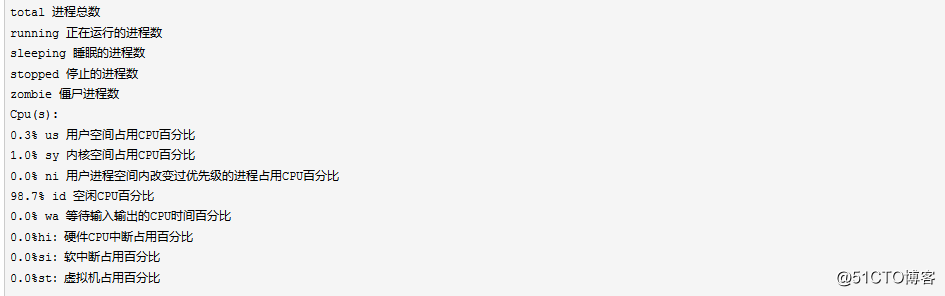 total 进程总数
running 正在运行的进程数
sleeping 睡眠的进程数
stopped 停止的进程数
zombie 僵尸进程数
Cpu(s):
0.3% us 用户空间占用CPU百分比
1.0% sy 内核空间占用CPU百分比
0.0% ni 用户进程空间内改变过优先级的进程占用CPU百分比
98.7% id 空闲CPU百分比
0.0% wa 等待输入输出的CPU时间百分比
0.0%hi: 硬件CPU中断占用百分比
0.0%si: 软中断占用百分比
0.0%st: 虚拟机占用百分比
@51CTO博客